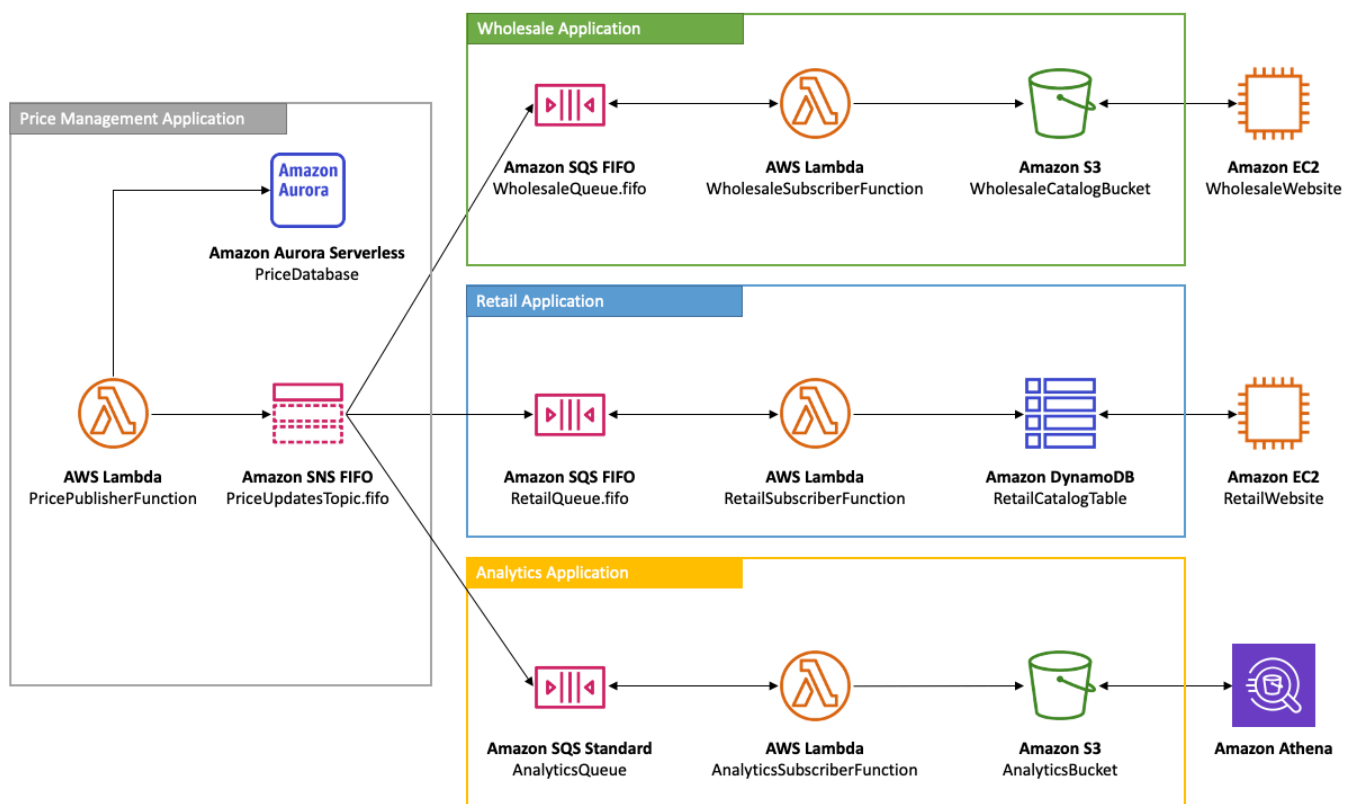 Wholesale Application
Amazon SQS FIFO
WholesaleQueue.fifo
AWS Lambda
WholesaleSubscriberFunction
Amazon S3
WholesaleCatalogBucket
Amazon EC2
WholesaleWebsite
Price Management Application
Amazon
Aurora
Amazon Aurora Serverless
PriceDatabase
AWS Lambda
PricePublisherFunction
Amazon SNS FIFO
PriceUpdatesTopic.fifo
Retail Application
Amazon SQS FIFO
RetailQueue.fifo
AWS Lambda
RetailSubscriberFunction
Amazon DynamoDB
RetailCatalogTable
Amazon EC2
RetailWebsite
Analytics Application
Amazon SQS Standard
AnalyticsQueue
AWS Lambda
AnalyticsSubscriberFunction
Amazon S3
AnalyticsBucket
Amazon Athena